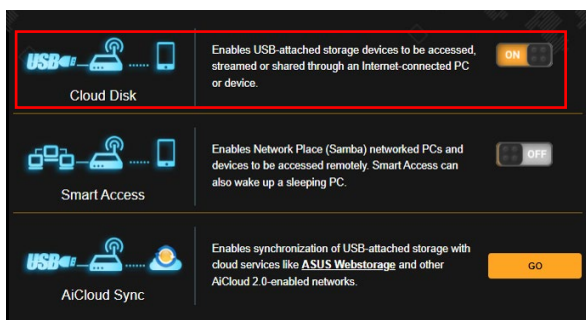 Enables USB-attached storage devices to be accessed,
streamed or shared through an Internet-connected PC
or device.
ON
USB
Cloud Disk
Enables Network Place (Samba) networked PCs and
devices to be accessed remotely. Smart Access can
also wake up a sleeping PC.
OFF
Smart Access
Enables synchronization of USB-attached storage with
cloud services like ASUS Webstorage and other
AiCloud 2.0-enabled networks.
GO
USB
AiCloud Sync